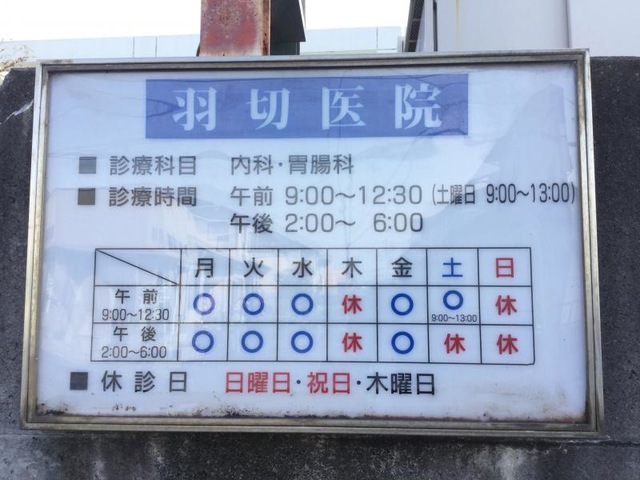 羽切医院
■ 診療科目 内科・胃腸科
■ 診療時間 午前 9:00～12:30 (土曜日 9:00～13:00)
午後 2:00～ 6:00
月 火 水 木 金 土 日
午前 9:00～12:30 ○ ○ ○ 休 ○ ○ 9:00~13:00 休
午後 2:00～6:00 ○ ○ ○ 休 ○ 休 休
■ 休診日 日曜日・祝日・木曜日